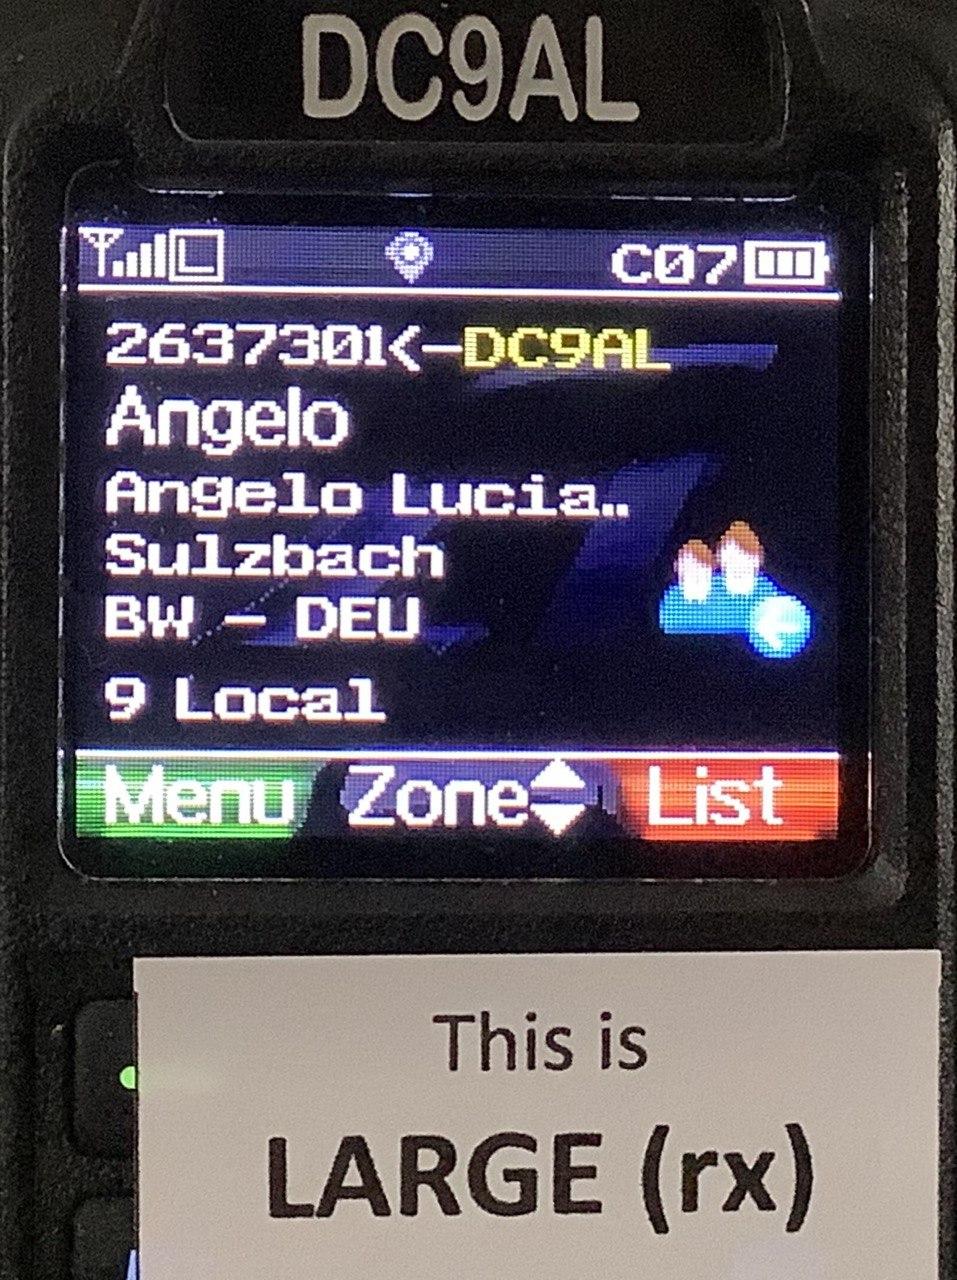 DC9AL
L C07
2637301<-DC9AL
Angelo
Angelo Lucia..
Sulzbach
BW - DEU
9 Local
Menu Zone List
This is
LARGE (rx)